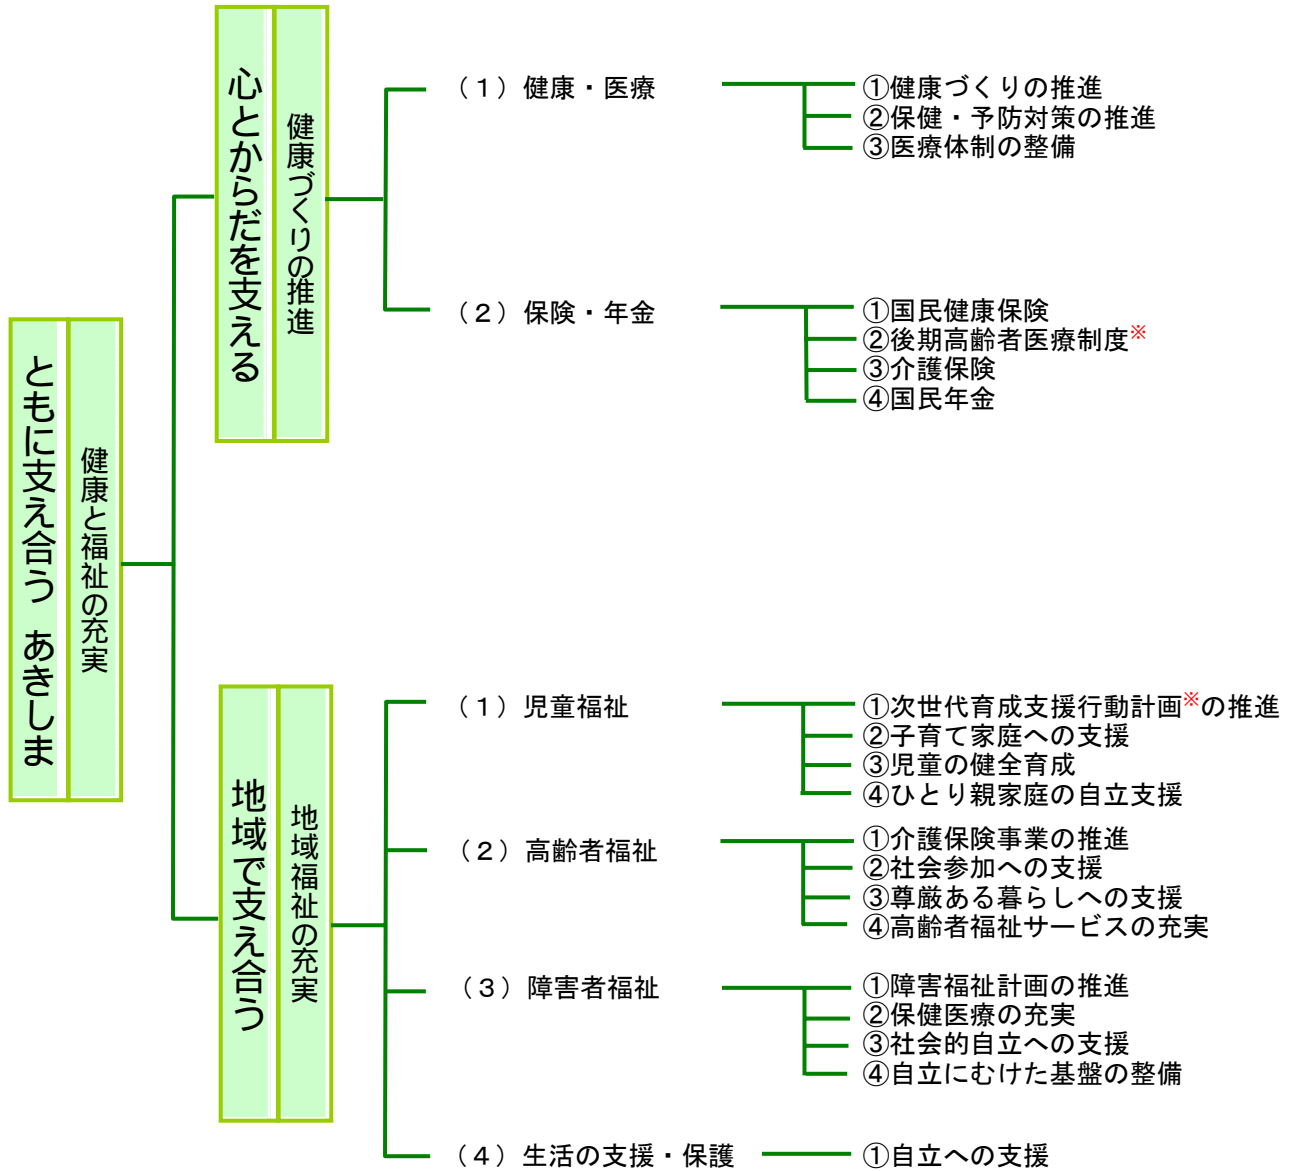 ともに支え合う あきしま
健康と福祉の充実
心とからだを支える
健康づくりの推進
（１）健康・医療
①健康づくりの推進
②保健・予防対策の推進
③医療体制の整備
（２）保険・年金
①国民健康保険
②後期高齢者医療制度※
③介護保険
④国民年金
地域で支え合う
地域福祉の充実
（１）児童福祉
①次世代育成支援行動計画※の推進
②子育て家庭への支援
③児童の健全育成
④ひとり親家庭の自立支援
（２）高齢者福祉
①介護保険事業の推進
②社会参加への支援
③尊厳ある暮らしへの支援
④高齢者福祉サービスの充実
（３）障害者福祉
①障害福祉計画の推進
②保健医療の充実
③社会的自立への支援
④自立にむけた基盤の整備
（４）生活の支援・保護
①自立への支援